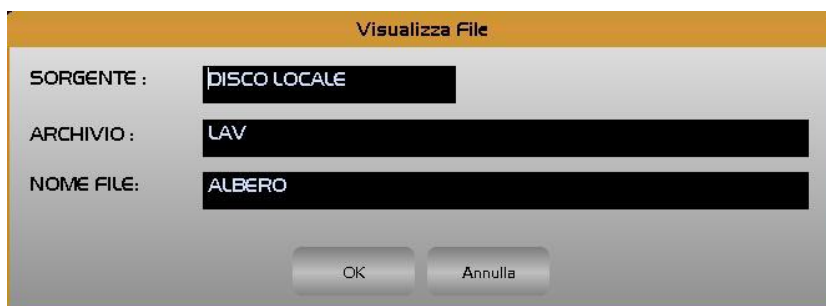 Visualizza File
SORGENTE : DISCO LOCALE
ARCHIVIO : LAV
NOME FILE: ALBERO
OK Annulla